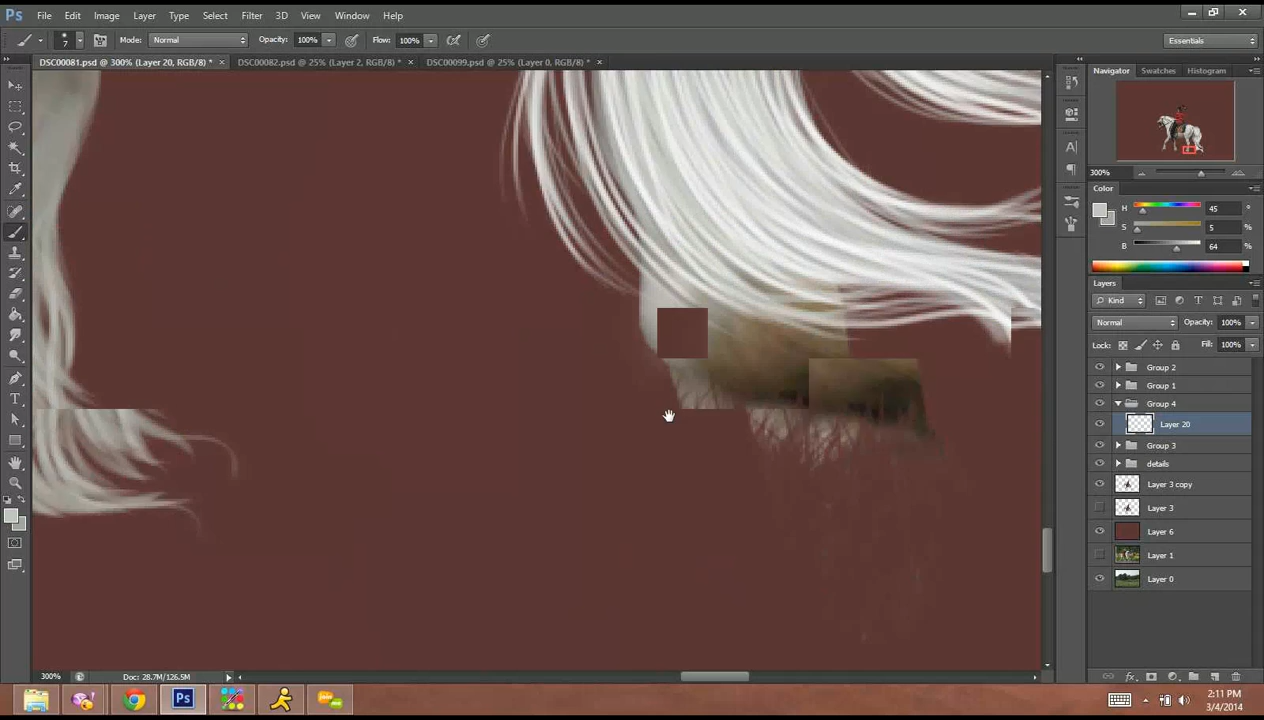 Ps File Edit Image Layer Type Select Filter 3D View Window Help
7 Mode: Normal Opacity: 100% Flow: 100% Essentials
DSC00081.psd @ 300% (Layer 20, RGB/8) * × DSC00082.psd @ 25% (Layer 2, RGB/8) * × DSC00099.psd @ 25% (Layer 0, RGB/8) * ×
Navigator Swatches Histogram
300%
Color
H 45 °
S 5 %
B 64 %
Layers
Kind
Normal Opacity: 100%
Lock: Fill: 100%
Group 2
Group 1
Group 4
Layer 20
Group 3
details
Layer 3 copy
Layer 3
Layer 6
Layer 1
Layer 0
300% Doc: 28.7M/126.5M
fx
Ps
2:11 PM
3/4/2014